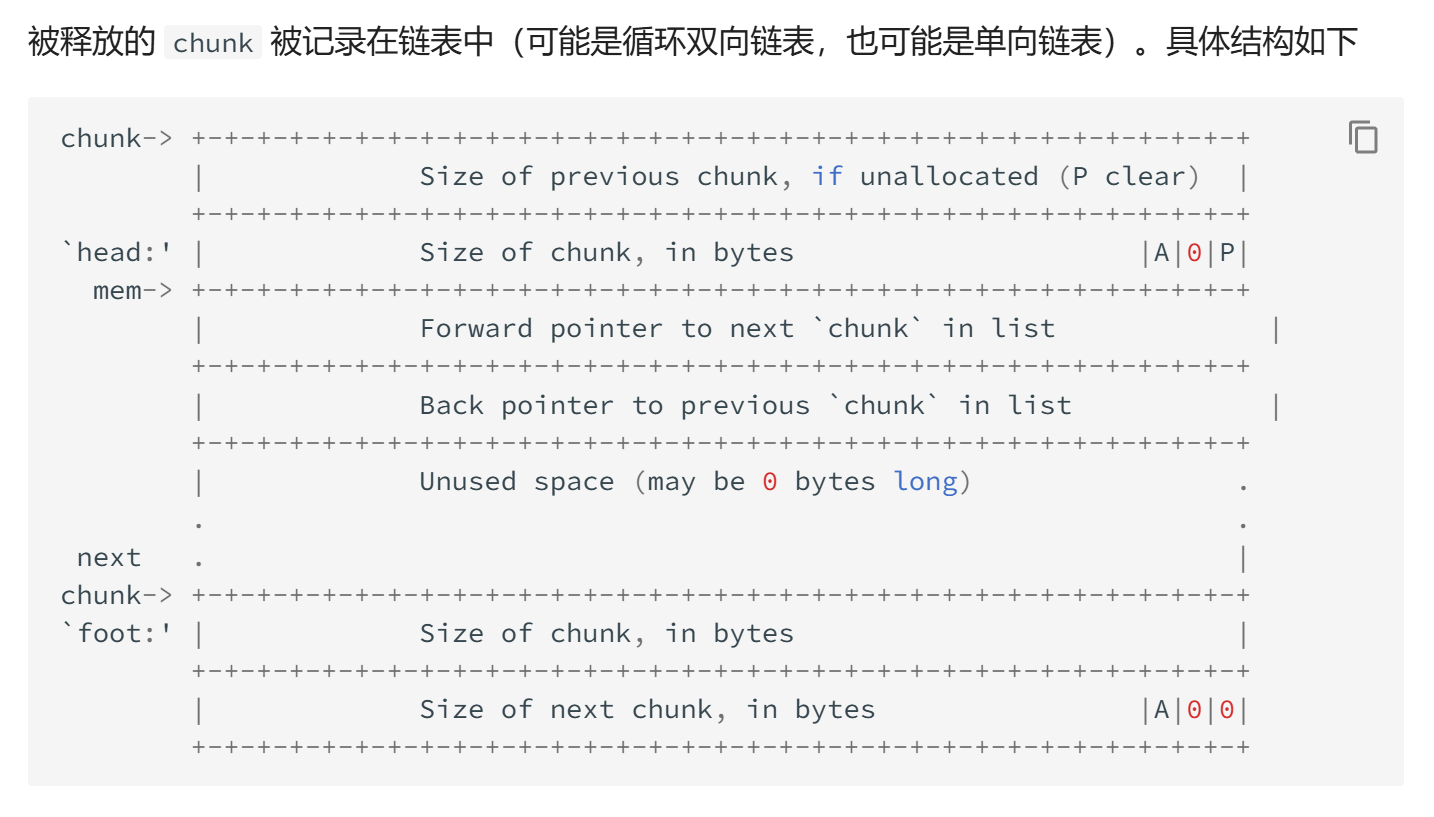 被释放的 chunk 被记录在链表中（可能是循环双向链表，也可能是单向链表）。具体结构如下
chunk-> +-+-+-+-+-+-+-+-+-+-+-+-+-+-+-+-+-+-+-+-+-+-+-+-+-+-+-+-+-+-+-+-+
        |             Size of previous chunk, if unallocated (P clear)  |
        +-+-+-+-+-+-+-+-+-+-+-+-+-+-+-+-+-+-+-+-+-+-+-+-+-+-+-+-+-+-+-+-+
`head:' |             Size of chunk, in bytes                     |A|0|P|
  mem-> +-+-+-+-+-+-+-+-+-+-+-+-+-+-+-+-+-+-+-+-+-+-+-+-+-+-+-+-+-+-+-+-+
        |             Forward pointer to next `chunk` in list             |
        +-+-+-+-+-+-+-+-+-+-+-+-+-+-+-+-+-+-+-+-+-+-+-+-+-+-+-+-+-+-+-+-+
        |             Back pointer to previous `chunk` in list            |
        +-+-+-+-+-+-+-+-+-+-+-+-+-+-+-+-+-+-+-+-+-+-+-+-+-+-+-+-+-+-+-+-+
        |             Unused space (may be 0 bytes long)                .
        .                                                               .
 next   .                                                               |
chunk-> +-+-+-+-+-+-+-+-+-+-+-+-+-+-+-+-+-+-+-+-+-+-+-+-+-+-+-+-+-+-+-+-+
`foot:' |             Size of chunk, in bytes                           |
        +-+-+-+-+-+-+-+-+-+-+-+-+-+-+-+-+-+-+-+-+-+-+-+-+-+-+-+-+-+-+-+-+
        |             Size of next chunk, in bytes                |A|0|0|
        +-+-+-+-+-+-+-+-+-+-+-+-+-+-+-+-+-+-+-+-+-+-+-+-+-+-+-+-+-+-+-+-+